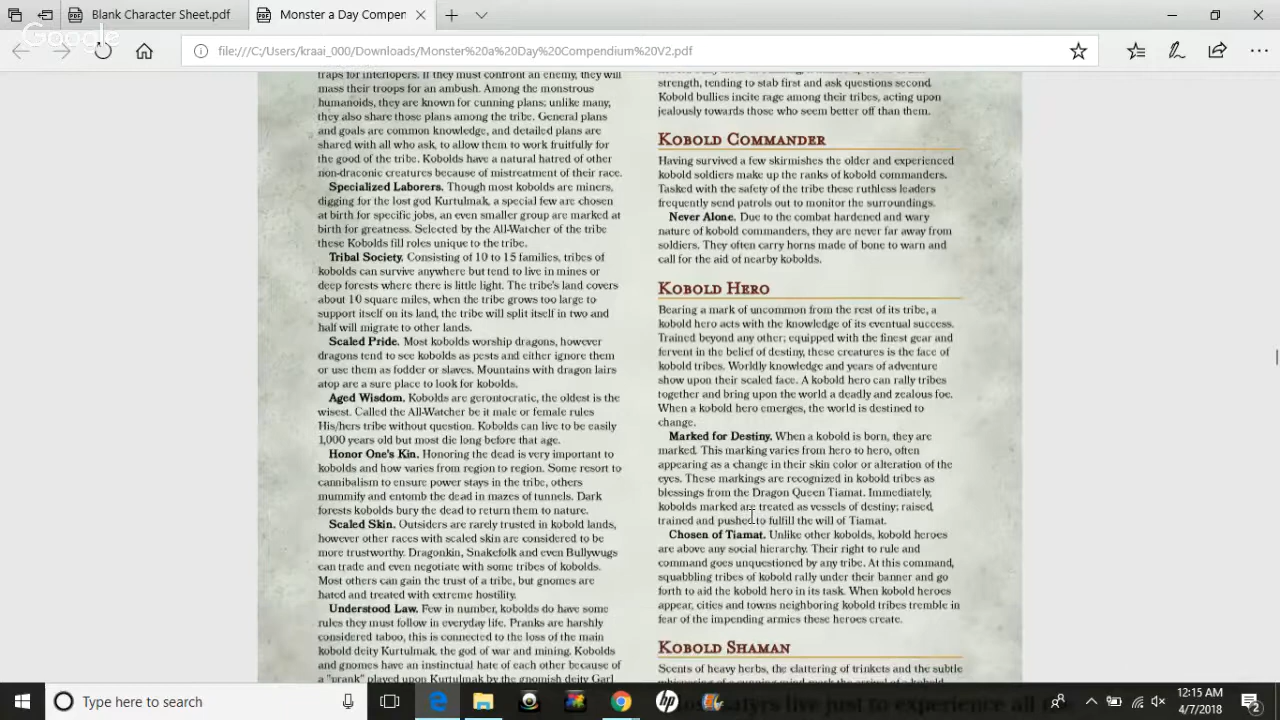 Google
Blank Character Sheet.pdf
Monster a Day Compen
file:///C:/Users/kraai_000/Downloads/Monster%20a%20Day%20Compendium%20V2.pdf
traps for interlopers. If they must confront an enemy, they will
mass their troops for an ambush. Among the monstrous
humanoids, they are known for cunning plans; unlike many,
they also share those plans among the tribe. General plans
and goals are common knowledge, and detailed plans are
shared with all who ask, to allow them to work fruitfully for
the good of the tribe. Kobolds have a natural hatred of other
non-draconic creatures because of mistreatment of their race.
Specialized Laborers. Though most kobolds are miners,
digging for the lost god Kurtulmak, a special few are chosen
at birth for specific jobs, an even smaller group are marked at
birth for greatness. Selected by the All-Watcher of the tribe
these Kobolds fill roles unique to the tribe.
Tribal Society. Consisting of 10 to 15 families, tribes of
kobolds can survive anywhere but tend to live in mines or
deep forests where there is little light. The tribe's land covers
about 10 square miles, when the tribe grows too large to
support itself on its land, the tribe will split itself in two and
half will migrate to other lands.
Scaled Pride. Most kobolds worship dragons, however
dragons tend to see kobolds as pests and either ignore them
or use them as fodder or slaves. Mountains with dragon lairs
atop are a sure place to look for kobolds.
Aged Wisdom. Kobolds are gerontocratic, the oldest is the
wisest. Called the All-Watcher be it male or female rules
His/hers tribe without question. Kobolds can live to be easily
1,000 years old but most die long before that age.
Honor One's Kin. Honoring the dead is very important to
kobolds and how varies from region to region. Some resort to
cannibalism to ensure power stays in the tribe, others
mummify and entomb the dead in mazes of tunnels. Dark
forests kobolds bury the dead to return them to nature.
Scaled Skin. Outsiders are rarely trusted in kobold lands,
however other races with scaled skin are considered to be
more trustworthy. Dragonkin, Snakefolk and even Bullywugs
can trade and even negotiate with some tribes of kobolds.
Most others can gain the trust of a tribe, but gnomes are
hated and treated with extreme hostility.
Understood Law. Few in number, kobolds do have some
rules they must follow in everyday life. Pranks are harshly
considered taboo, this is connected to the loss of the main
kobold deity Kurtulmak, the god of war and mining. Kobolds
and gnomes have an instinctual hate of each other because of
a "prank" played upon Kurtulmak by the gnomish deity Garl
strength, tending to stab first and ask questions second.
Kobold bullies incite rage among their tribes, acting upon
jealously towards those who seem better off than them.
Kobold Commander
Having survived a few skirmishes the older and experienced
kobold soldiers make up the ranks of kobold commanders.
Tasked with the safety of the tribe these ruthless leaders
frequently send patrols out to monitor the surroundings.
Never Alone. Due to the combat hardened and wary
nature of kobold commanders, they are never far away from
soldiers. They often carry horns made of bone to warn and
call for the aid of nearby kobolds.
Kobold Hero
Bearing a mark of uncommon from the rest of its tribe, a
kobold hero acts with the knowledge of its eventual success.
Trained beyond any other; equipped with the finest gear and
fervent in the belief of destiny, these creatures is the face of
kobold tribes. Worldly knowledge and years of adventure
show upon their scaled face. A kobold hero can rally tribes
together and bring upon the world a deadly and zealous foe.
When a kobold hero emerges, the world is destined to
change.
Marked for Destiny. When a kobold is born, they are
marked. This marking varies from hero to hero, often
appearing as a change in their skin color or alteration of the
eyes. These markings are recognized in kobold tribes as
blessings from the Dragon Queen Tiamat. Immediately,
kobolds marked are treated as vessels of destiny; raised,
trained and pushed to fulfill the will of Tiamat.
Chosen of Tiamat. Unlike other kobolds, kobold heroes
are above any social hierarchy. Their right to rule and
command goes unquestioned by any tribe. At this command,
squabbling tribes of kobold rally under their banner and go
forth to aid the kobold hero in its task. When kobold heroes
appear, cities and towns neighboring kobold tribes tremble in
fear of the impending armies these heroes create.
Kobold Shaman
Scents of heavy herbs, the clattering of trinkets and the subtle
Type here to search
12:15 AM
4/7/2018
2